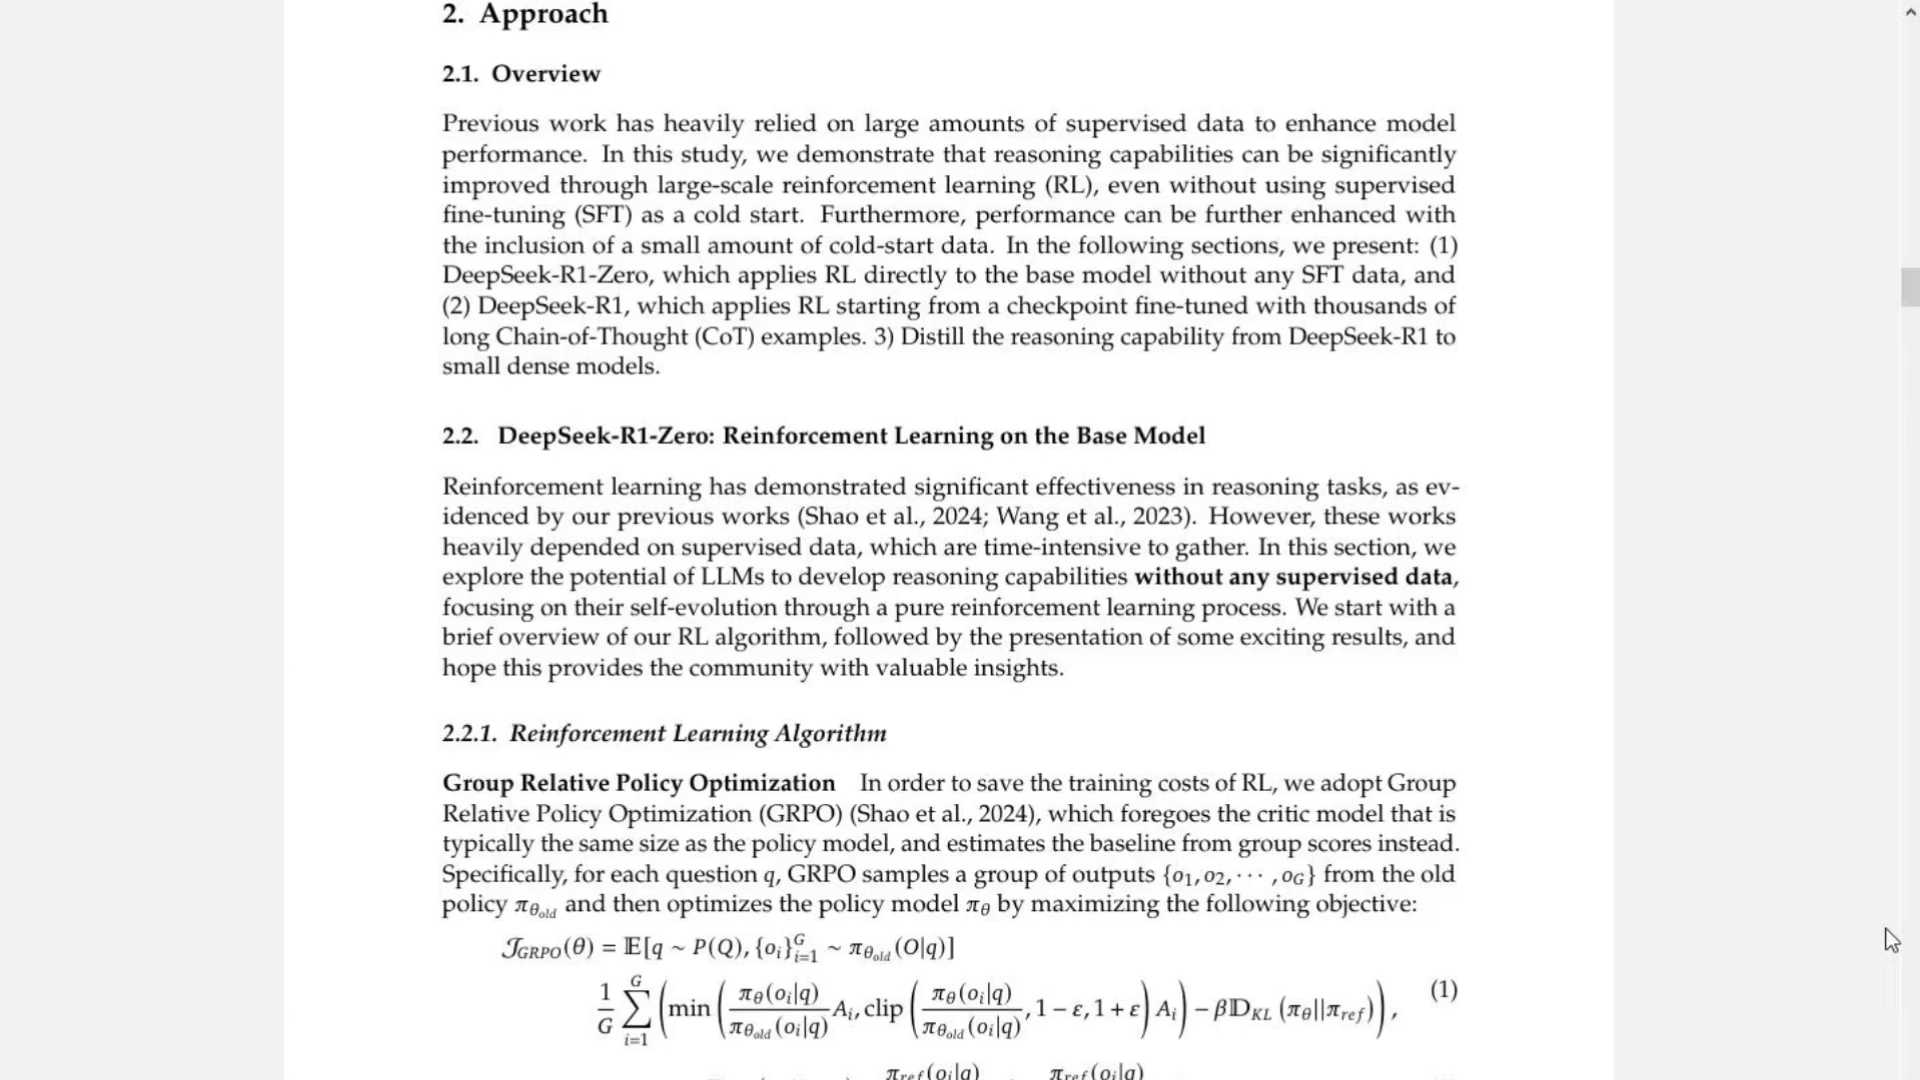 2. Approach
2.1. Overview
Previous work has heavily relied on large amounts of supervised data to enhance model
performance. In this study, we demonstrate that reasoning capabilities can be significantly
improved through large-scale reinforcement learning (RL), even without using supervised
fine-tuning (SFT) as a cold start. Furthermore, performance can be further enhanced with
the inclusion of a small amount of cold-start data. In the following sections, we present: (1)
DeepSeek-R1-Zero, which applies RL directly to the base model without any SFT data, and
(2) DeepSeek-R1, which applies RL starting from a checkpoint fine-tuned with thousands of
long Chain-of-Thought (CoT) examples. 3) Distill the reasoning capability from DeepSeek-R1 to
small dense models.
2.2. DeepSeek-R1-Zero: Reinforcement Learning on the Base Model
Reinforcement learning has demonstrated significant effectiveness in reasoning tasks, as ev-
idenced by our previous works (Shao et al., 2024; Wang et al., 2023). However, these works
heavily depended on supervised data, which are time-intensive to gather. In this section, we
explore the potential of LLMs to develop reasoning capabilities without any supervised data,
focusing on their self-evolution through a pure reinforcement learning process. We start with a
brief overview of our RL algorithm, followed by the presentation of some exciting results, and
hope this provides the community with valuable insights.
2.2.1. Reinforcement Learning Algorithm
Group Relative Policy Optimization In order to save the training costs of RL, we adopt Group
Relative Policy Optimization (GRPO) (Shao et al., 2024), which foregoes the critic model that is
typically the same size as the policy model, and estimates the baseline from group scores instead.
Specifically, for each question q, GRPO samples a group of outputs {o₁, o₂, ⋯ , o_G} from the old
policy π_θ_old and then optimizes the policy model π_θ by maximizing the following objective:
𝒥_GRPO(θ) = 𝔼[q ∼ P(Q), {o_i}^G_{i=1} ∼ π_θ_old(O|q)]
1/G ∑^G_{i=1} (min (π_θ(o_i|q)/π_θ_old(o_i|q) A_i, clip (π_θ(o_i|q)/π_θ_old(o_i|q), 1 − ε, 1 + ε) A_i) − β𝔻_KL (π_θ||π_ref)), (1)
π_ref(o_i|q) π_ref(o_i|q)